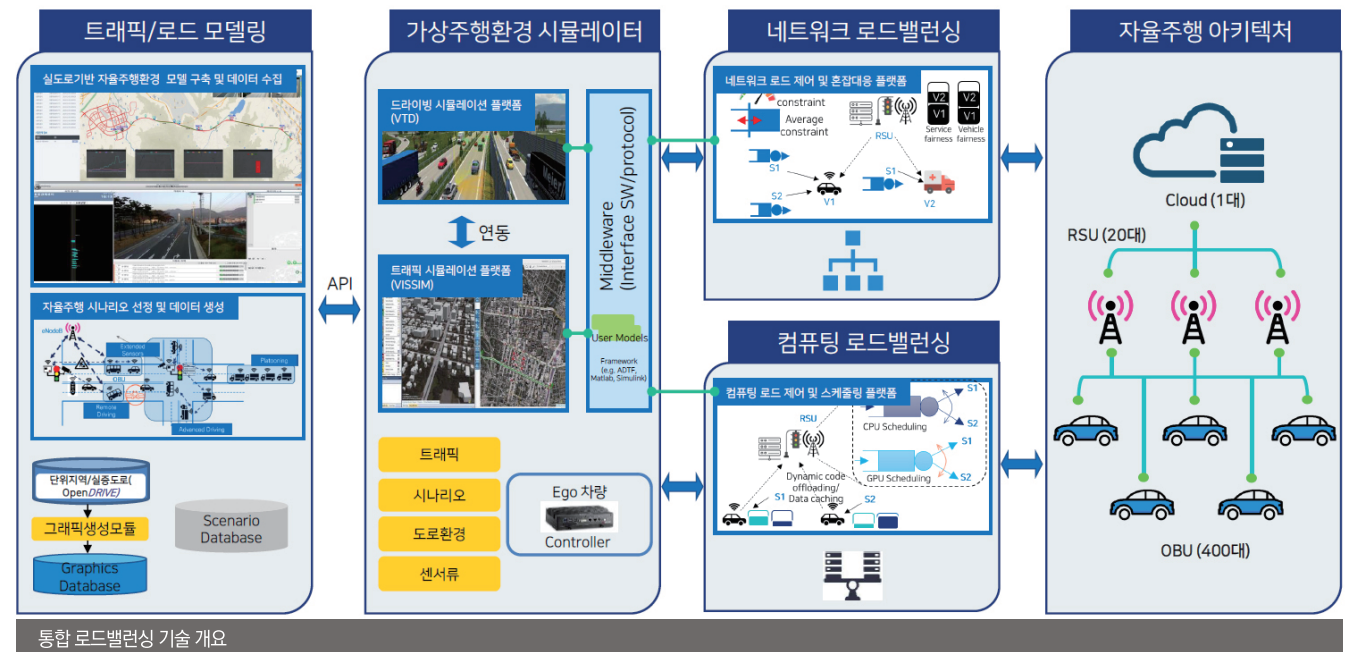 트래픽/로드 모델링
실도로기반 자율주행환경 모델 구축 및 데이터 수집
자율주행 시나리오 선정 및 데이터 생성
eNodeB
Extended
Sensors
Platooning
OBU
Remote
Driving
Advanced Driving
단위지역/실증도로(
OpenDRIVE)
그래픽생성모듈
Graphics
Database
Scenario
Database
API
가상주행환경 시뮬레이터
드라이빙 시뮬레이션 플랫폼
(VTD)
연동
트래픽 시뮬레이션 플랫폼
(VISSIM)
Middleware
(Interface SW/protocol)
User Models
Framework
(e.g. ADTF,
Matlab, Simulink)
트래픽
시나리오
도로환경
센서류
Ego 차량
Controller
네트워크 로드밸런싱
네트워크 로드 제어 및 혼잡대응 플랫폼
constraint
Average
constraint
RSU
V2
V1
Service
fairness
V2
V1
Vehicle
fairness
S1
S2
V1
S1
V2
컴퓨팅 로드밸런싱
컴퓨팅 로드 제어 및 스케줄링 플랫폼
RSU
S1
S2
CPU Scheduling
S1
S2
GPU Scheduling
Dynamic code
offloading/
Data caching
S1
S2
자율주행 아키텍처
Cloud (1대)
RSU (20대)
OBU (400대)
통합 로드밸런싱 기술 개요